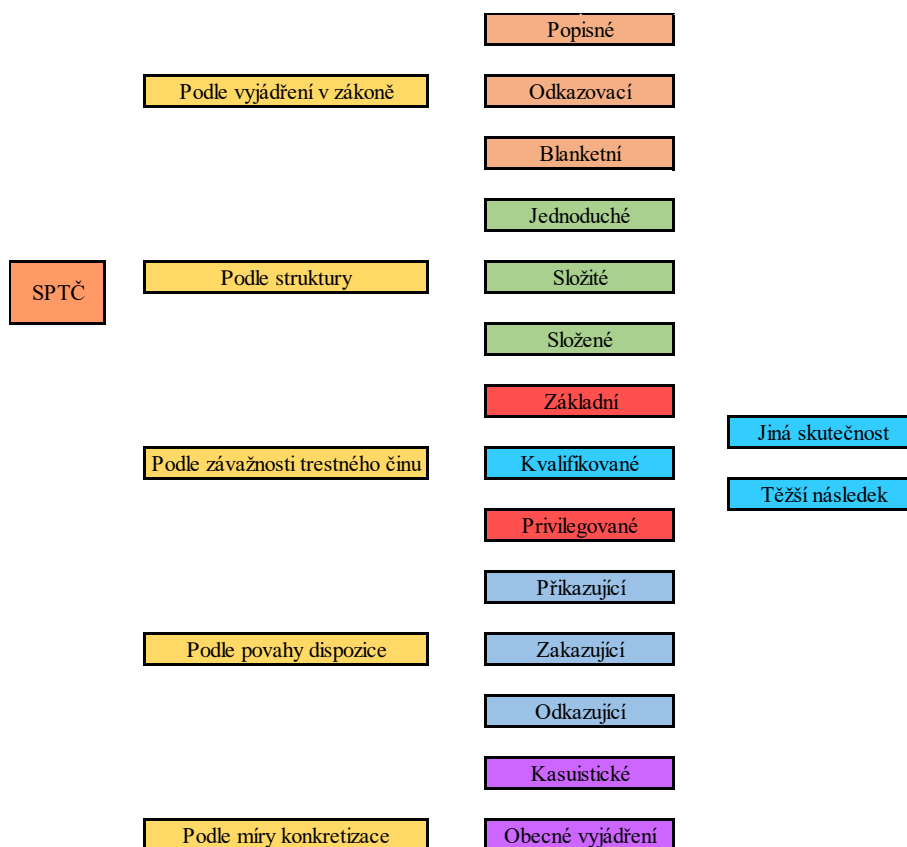 Popisné
Podle vyjádření v zákoně
Odkazovací
Blanketní
Jednoduché
SPTČ
Podle struktury
Složité
Složené
Základní
Jiná skutečnost
Podle závažnosti trestného činu
Kvalifikované
Těžší následek
Privilegované
Přikazující
Podle povahy dispozice
Zakazující
Odkazující
Kasuistické
Podle míry konkretizace
Obecné vyjádření